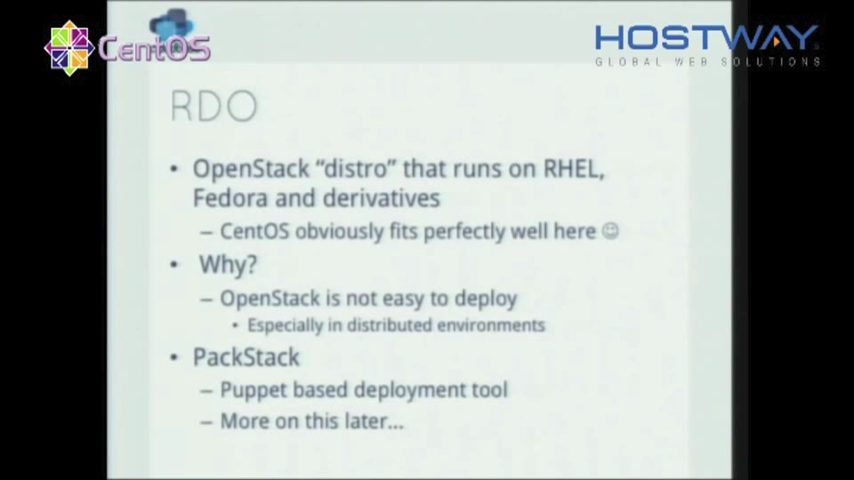 CentOS
HOSTWAY
GLOBAL WEB SOLUTIONS
RDO
• OpenStack “distro” that runs on RHEL,
Fedora and derivatives
– CentOS obviously fits perfectly well here ☺
• Why?
– OpenStack is not easy to deploy
• Especially in distributed environments
• PackStack
– Puppet based deployment tool
– More on this later...